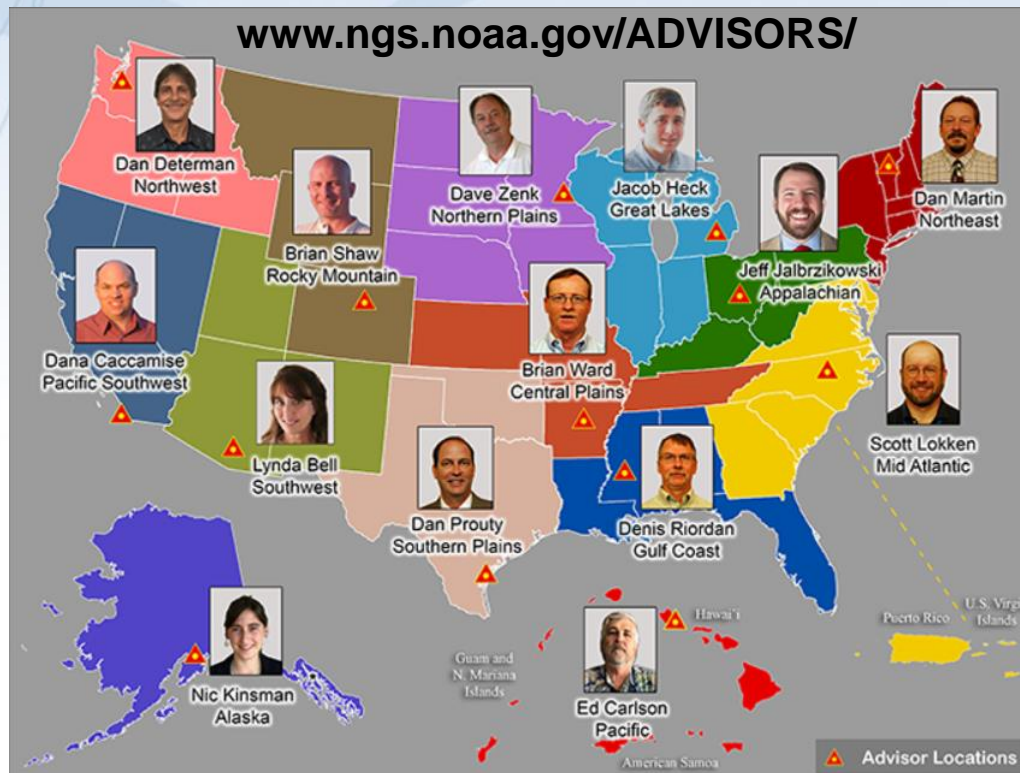 www.ngs.noaa.gov/ADVISORS/
Dan Determan
Northwest
Brian Shaw
Rocky Mountain
Dave Zenk
Northern Plains
Jacob Heck
Great Lakes
Dan Martin
Northeast
Jeff Jalbrzikowski
Appalachian
Dana Caccamise
Pacific Southwest
Brian Ward
Central Plains
Lynda Bell
Southwest
Scott Lokken
Mid Atlantic
Dan Prouty
Southern Plains
Denis Riordan
Gulf Coast
Nic Kinsman
Alaska
Guam and
N. Mariana
Islands
Hawai'i
Ed Carlson
Pacific
American Samoa
Puerto Rico
U.S. Virgin
Islands
Advisor Locations